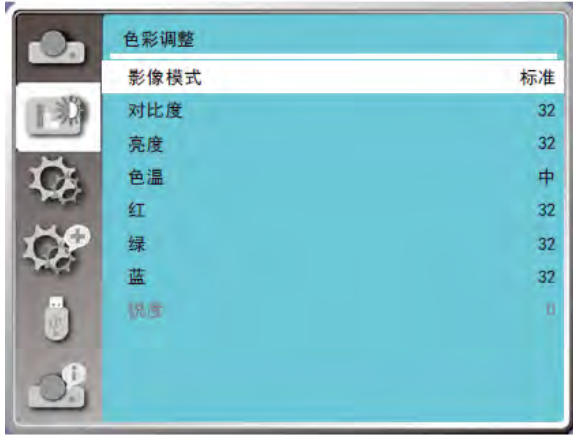 色彩调整
影像模式 标准
对比度 32
亮度 32
色温 中
红 32
绿 32
蓝 32
锐度